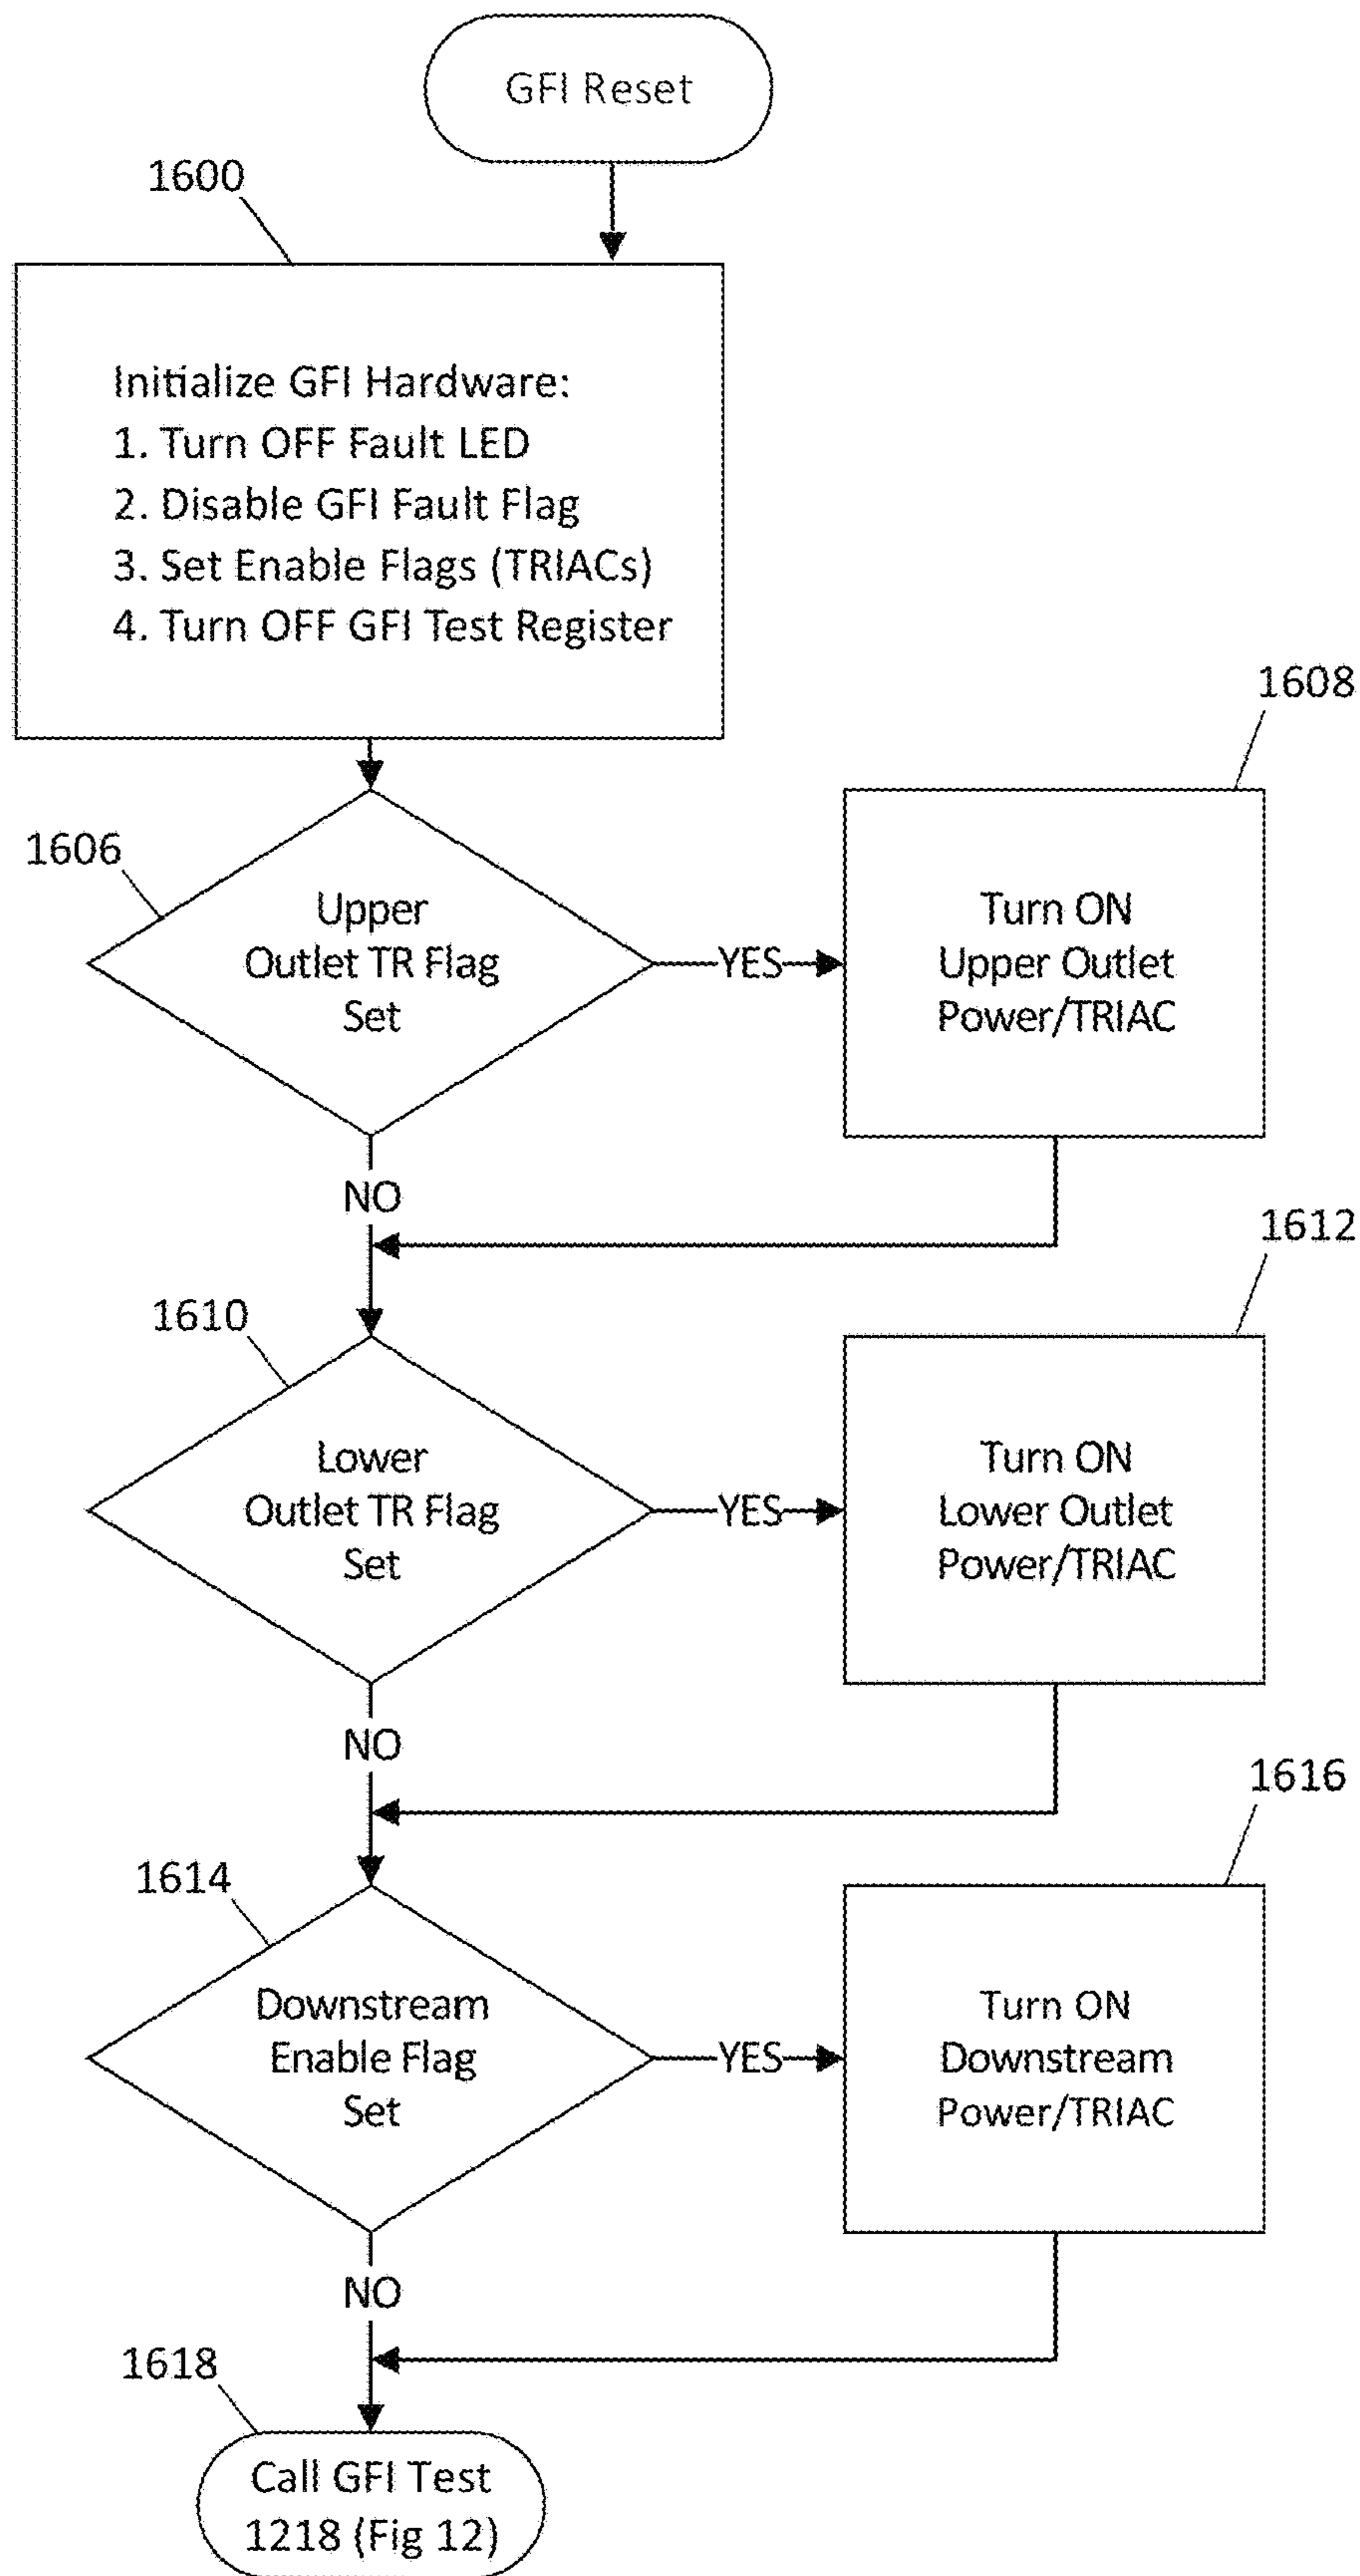 GFI Reset
1600
Initialize GFI Hardware:
1. Turn OFF Fault LED
2. Disable GFI Fault Flag
3. Set Enable Flags (TRIACs)
4. Turn OFF GFI Test Register
1608
1606
Upper
Outlet TR Flag
Set
YES
Turn ON
Upper Outlet
Power/TRIAC
NO
1612
1610
Lower
Outlet TR Flag
Set
YES
Turn ON
Lower Outlet
Power/TRIAC
NO
1616
1614
Downstream
Enable Flag
Set
YES
Turn ON
Downstream
Power/TRIAC
NO
1618
Call GFI Test
1218 (Fig 12)